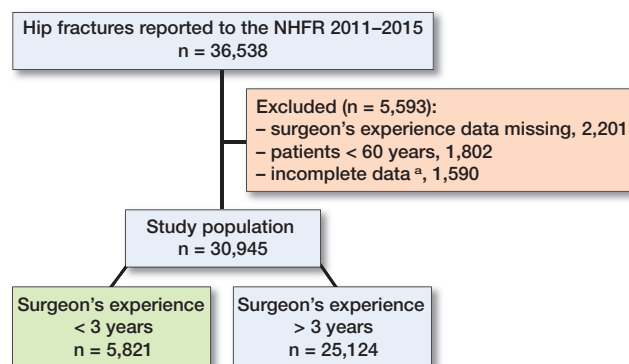 Hip fractures reported to the NHFR 2011–2015
n = 36,538
Excluded (n = 5,593):
– surgeon's experience data missing, 2,201
– patients < 60 years, 1,802
– incomplete data ᵃ, 1,590
Study population
n = 30,945
Surgeon's experience
< 3 years
n = 5,821
Surgeon's experience
> 3 years
n = 25,124